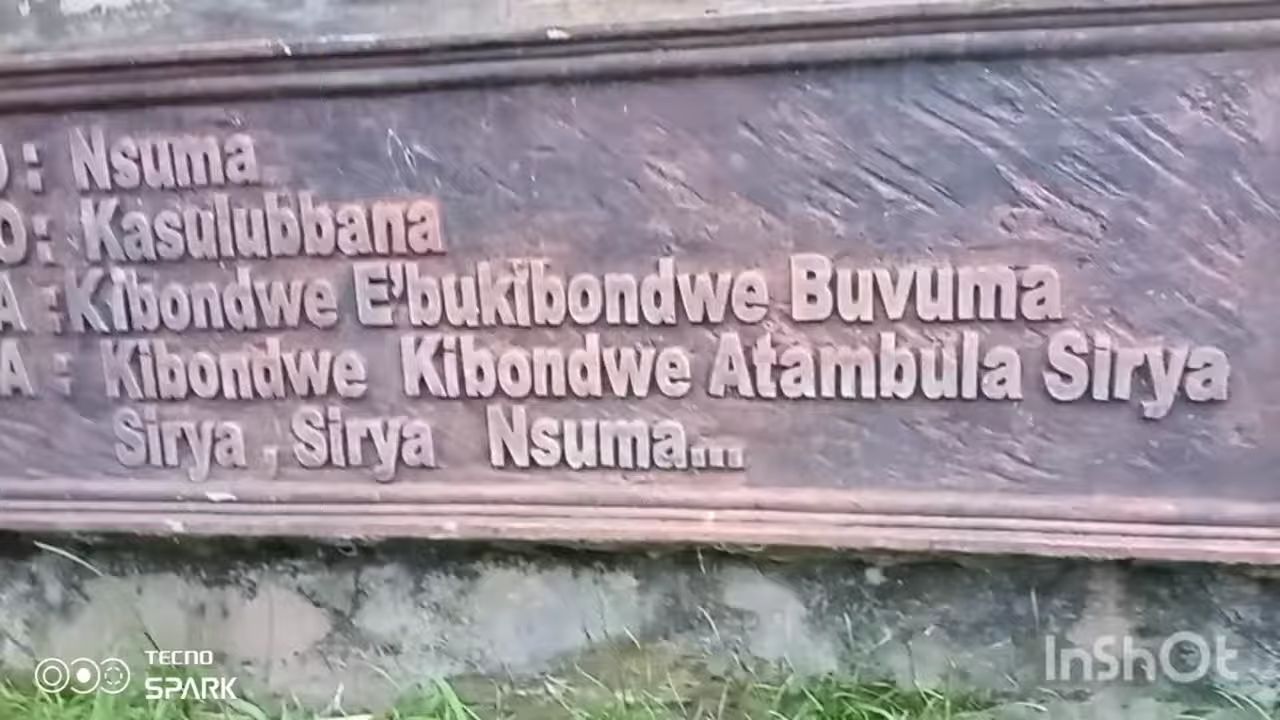 : Nsuma
O: Kasulubbana
A : Kibondwe E'bukibondwe Buvuma
A : Kibondwe Kibondwe Atambula Sirya
Sirya , Sirya Nsuma...
TECNO
SPARK
InShOt